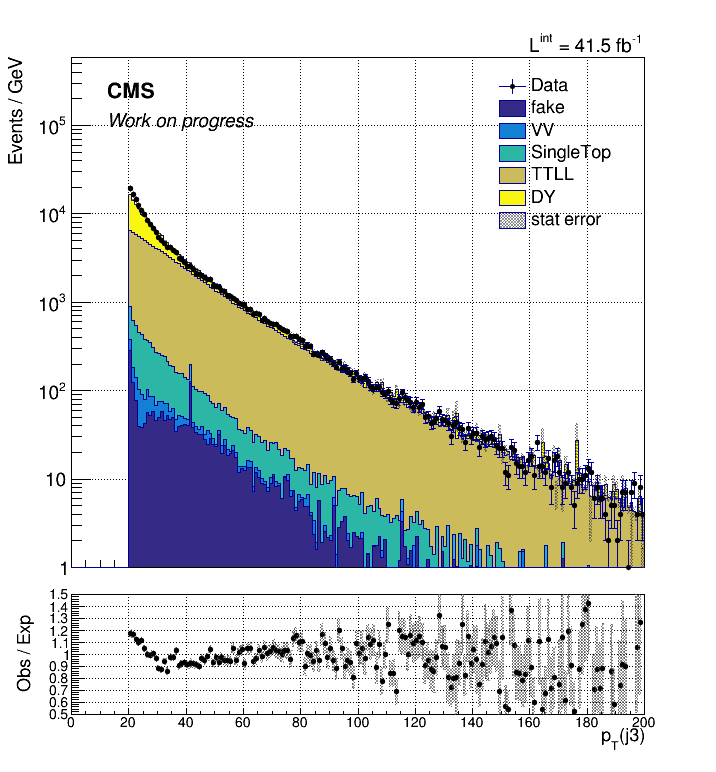 L^int = 41.5 fb^-1
Events / GeV
CMS
Work on progress
Data
fake
VV
SingleTop
TTLL
DY
stat error
10^5
10^4
10^3
10^2
10
1
Obs / Exp
1.5
1.4
1.3
1.2
1.1
1
0.9
0.8
0.7
0.6
0.5
0 20 40 60 80 100 120 140 160 180 200
p_T(j3)